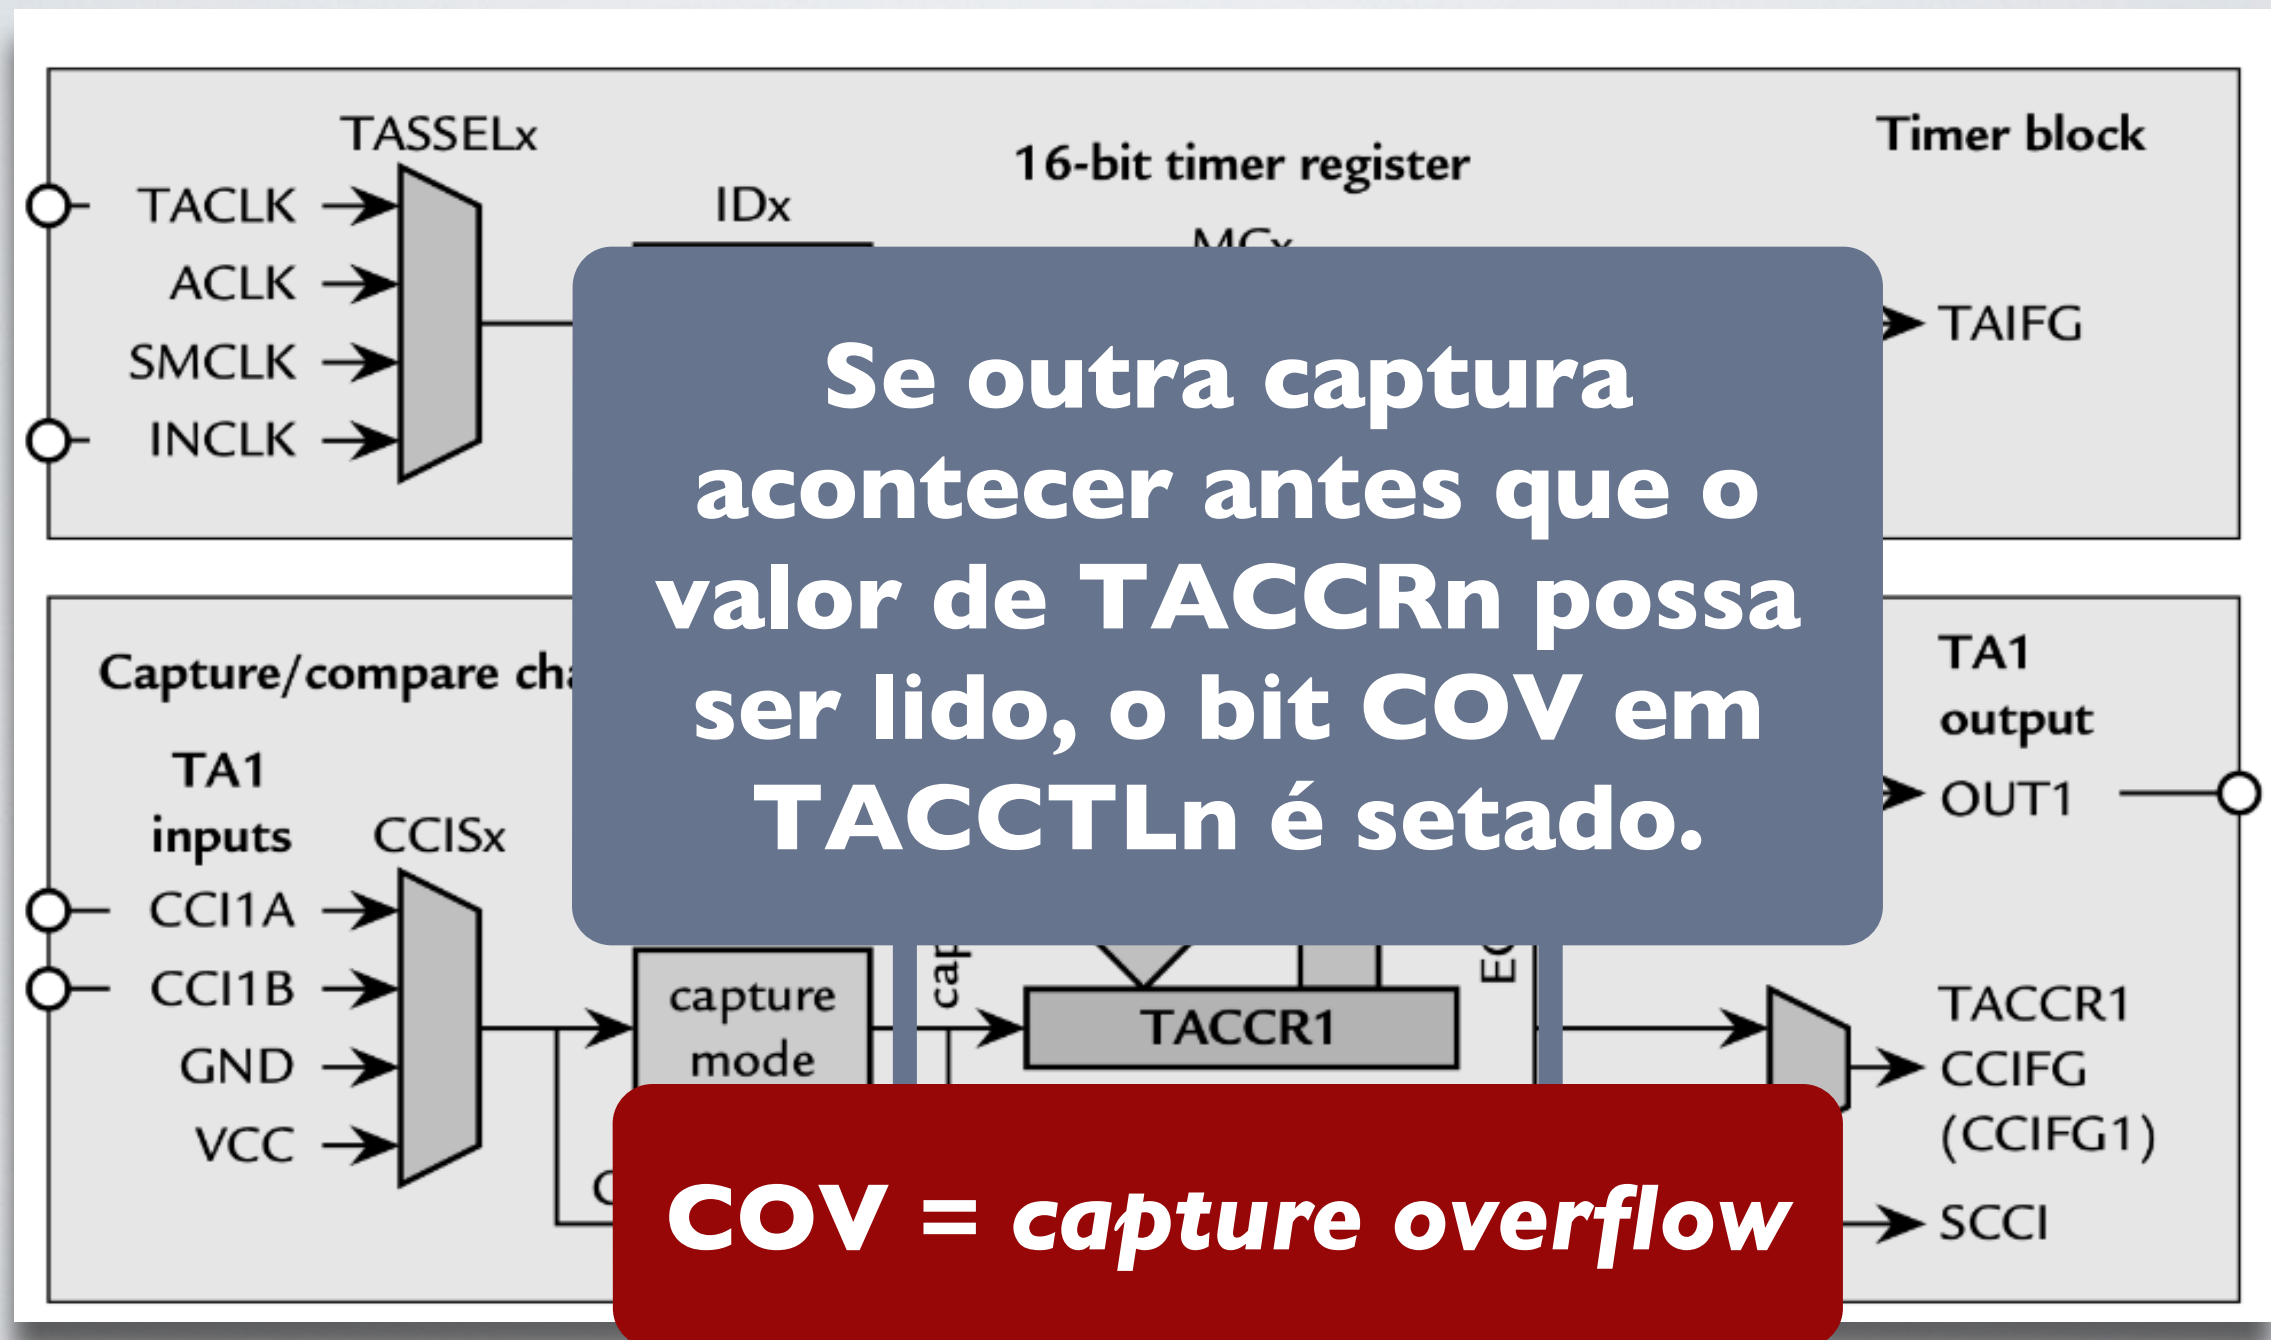 TASSELx
16-bit timer register
Timer block
TACLK
IDx
ACLK
SMCLK
TAIFG
INCLK
Se outra captura
acontecer antes que o
valor de TACCRn possa
ser lido, o bit COV em
TACCTLn é setado.
Capture/compare
TA1
inputs
CCISx
TA1
output
OUT1
CCI1A
CCI1B
GND
VCC
capture
mode
TACCR1
TACCR1
CCIFG
(CCIFG1)
SCCI
COV = capture overflow